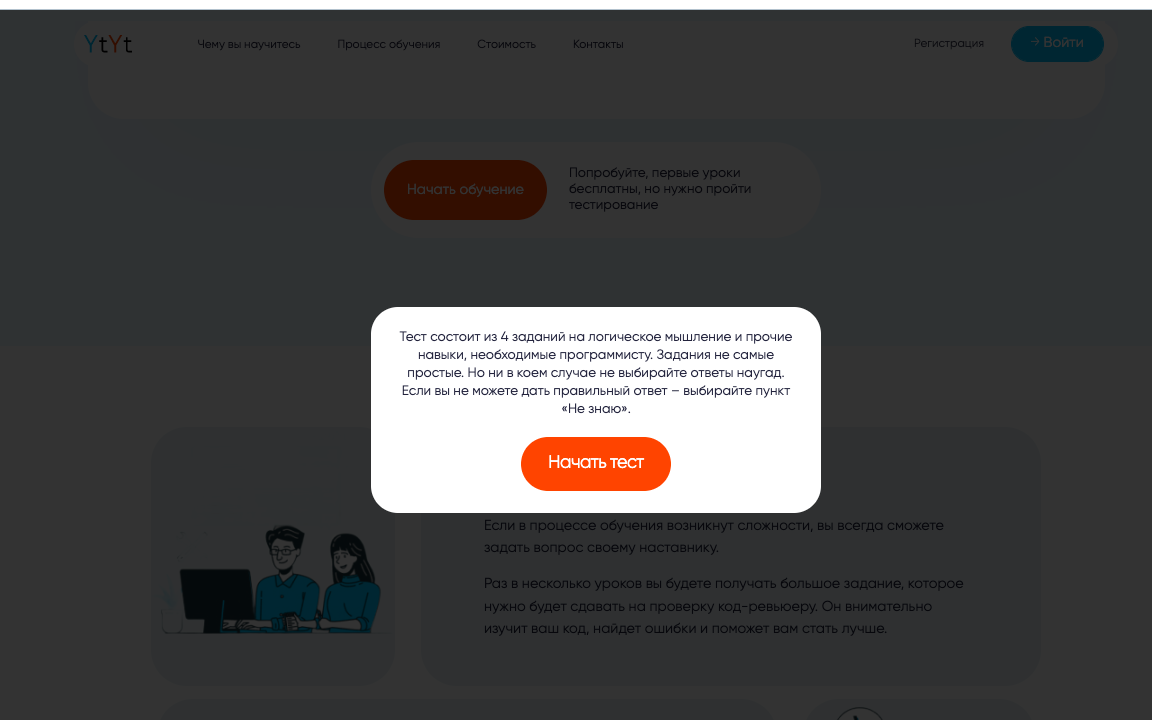 YtYt
Чему вы научитесь
Процесс обучения
Стоимость
Контакты
Регистрация
→ Войти
Начать обучение
Попробуйте, первые уроки
бесплатны, но нужно пройти
тестирование
Тест состоит из 4 заданий на логическое мышление и прочие
навыки, необходимые программисту. Задания не самые
простые. Но ни в коем случае не выбирайте ответы наугад.
Если вы не можете дать правильный ответ – выбирайте пункт
«Не знаю».
Начать тест
Если в процессе обучения возникнут сложности, вы всегда сможете
задать вопрос своему наставнику.
Раз в несколько уроков вы будете получать большое задание, которое
нужно будет сдавать на проверку код-ревьюеру. Он внимательно
изучит ваш код, найдет ошибки и поможет вам стать лучше.